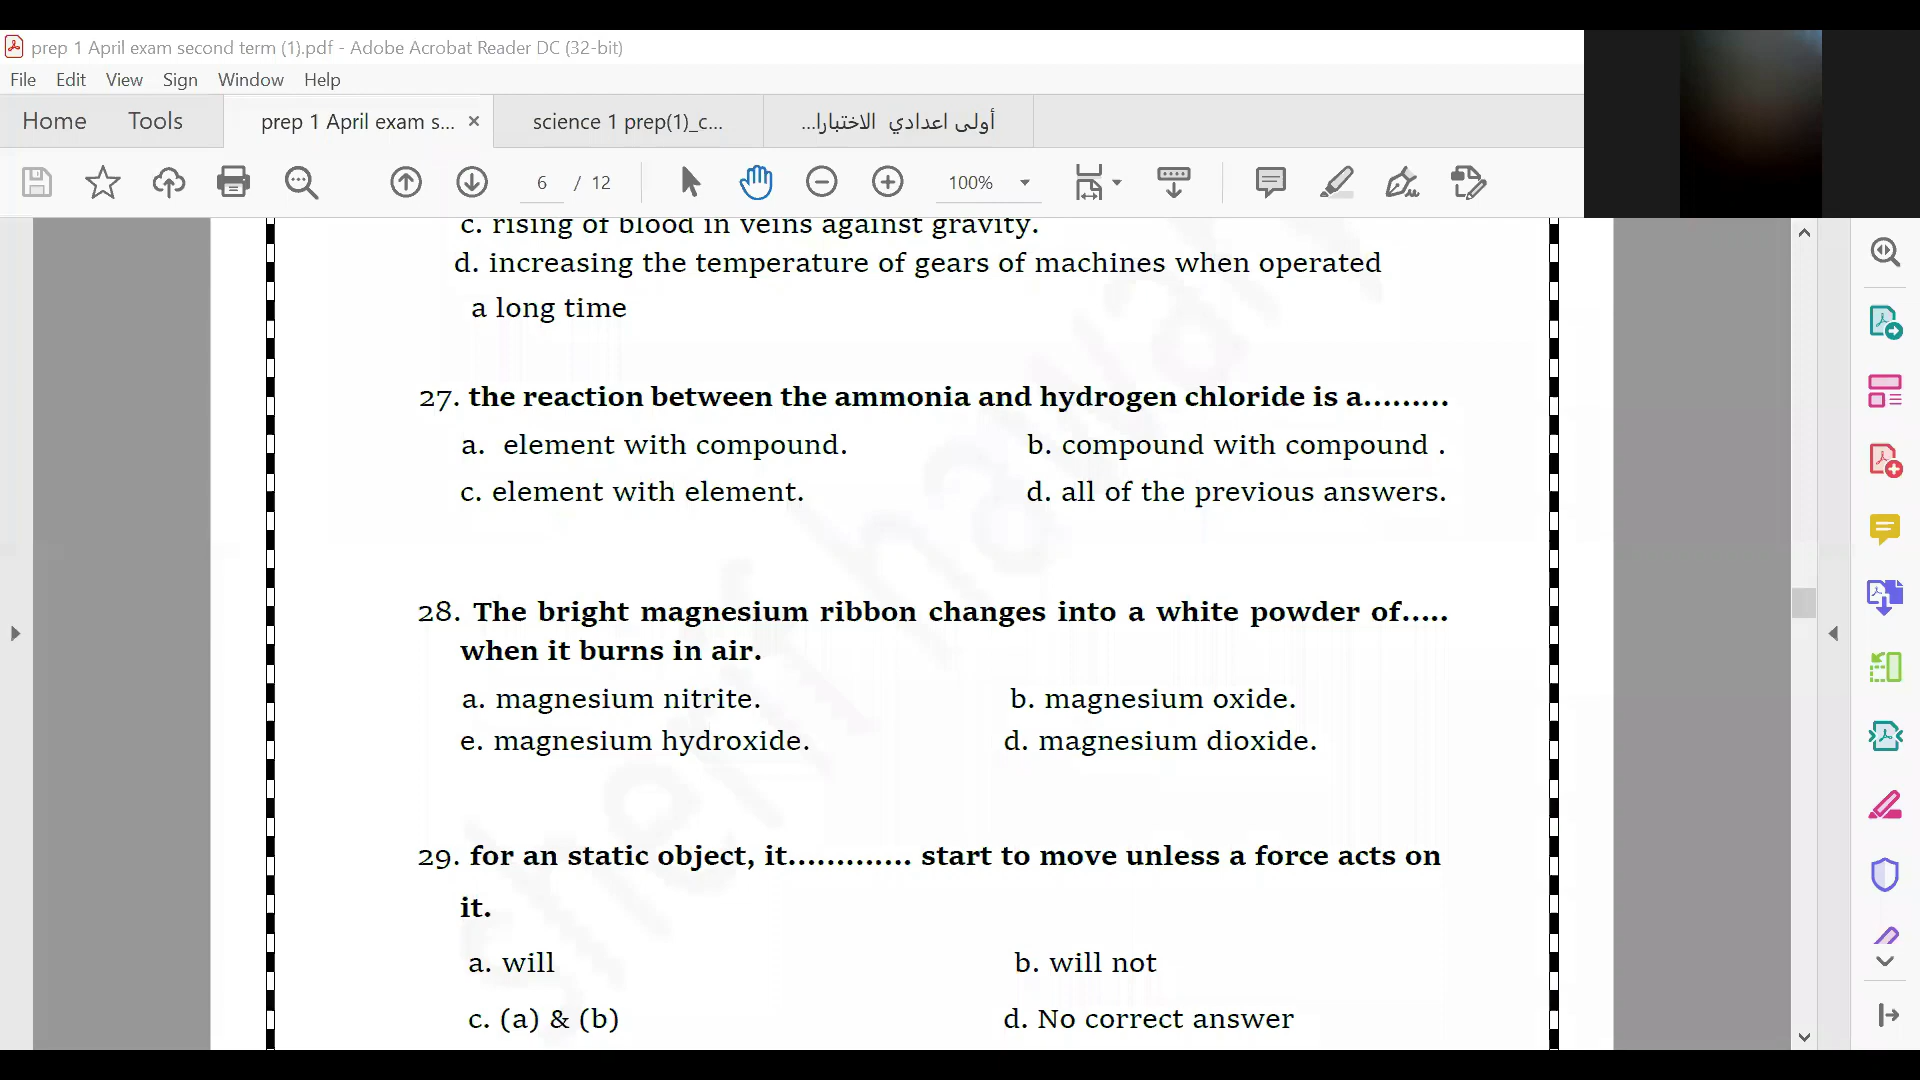 prep 1 April exam second term (1).pdf - Adobe Acrobat Reader DC (32-bit)
File Edit View Sign Window Help
Home Tools prep 1 April exam s... × science 1 prep(1)_c... أولى اعدادي الاختبارا...
6 / 12 100%
c. rising of blood in veins against gravity.
d. increasing the temperature of gears of machines when operated
a long time
27. the reaction between the ammonia and hydrogen chloride is a.........
a. element with compound. b. compound with compound .
c. element with element. d. all of the previous answers.
28. The bright magnesium ribbon changes into a white powder of.....
when it burns in air.
a. magnesium nitrite. b. magnesium oxide.
e. magnesium hydroxide. d. magnesium dioxide.
29. for an static object, it............. start to move unless a force acts on
it.
a. will b. will not
c. (a) & (b) d. No correct answer
sherif hawary